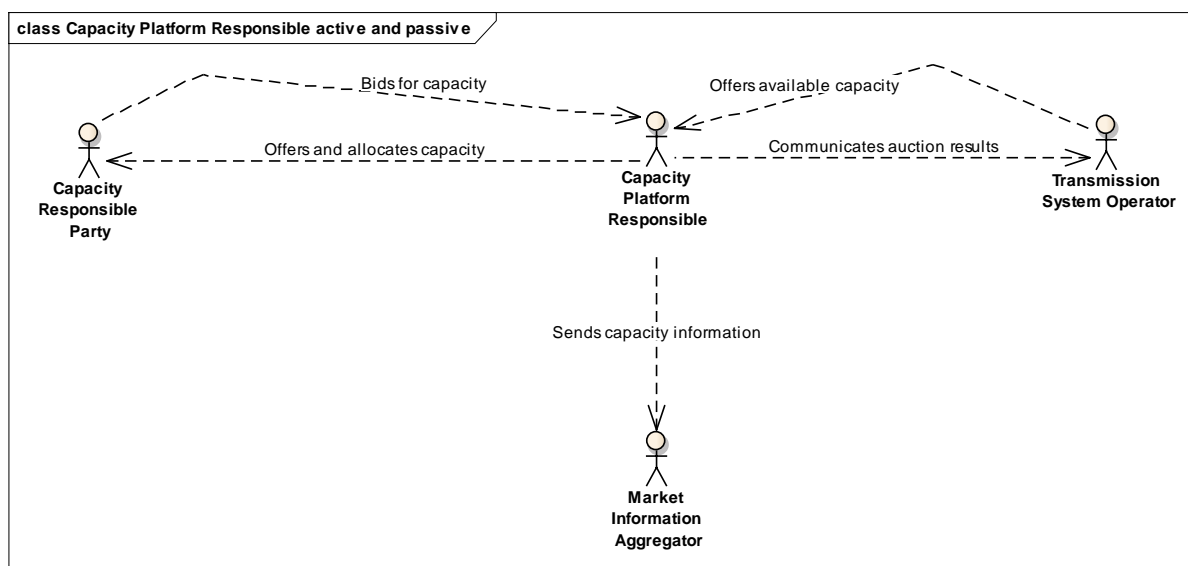 class Capacity Platform Responsible active and passive
Bids for capacity
Offers available capacity
Offers and allocates capacity
Communicates auction results
Capacity
Responsible
Party
Capacity
Platform
Responsible
Transmission
System Operator
Sends capacity information
Market
Information
Aggregator